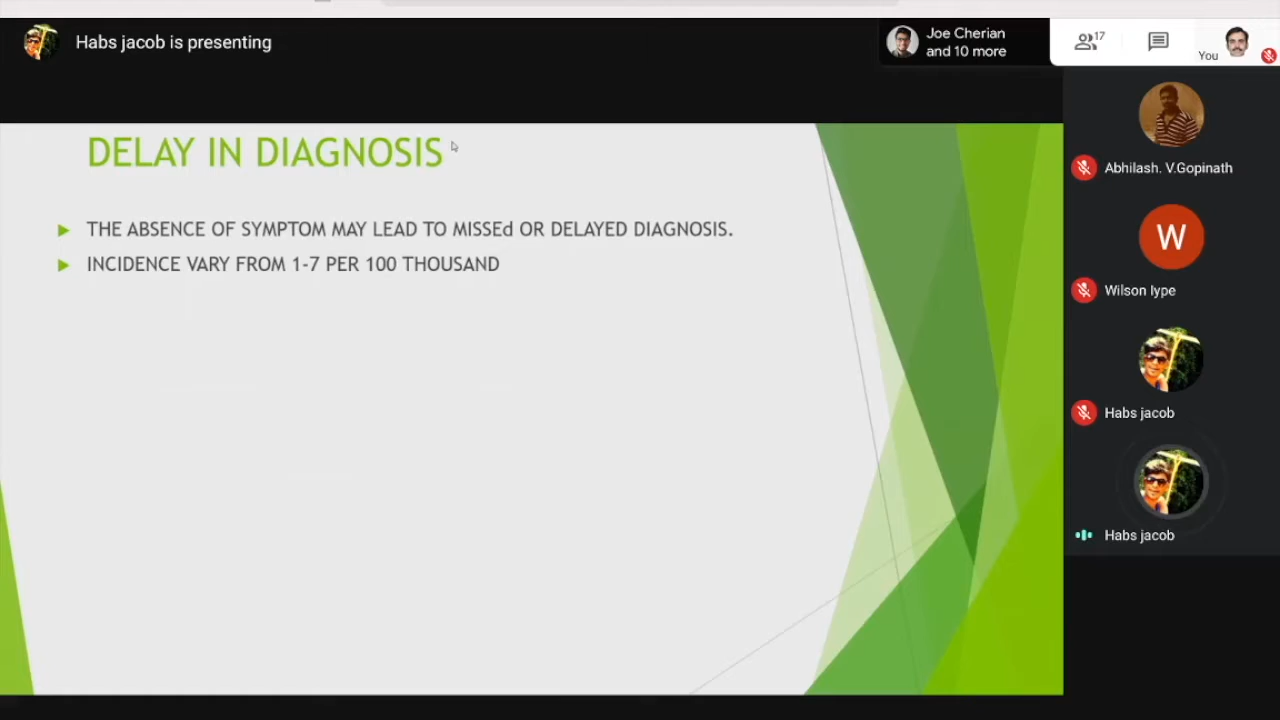 Habs jacob is presenting
Joe Cherian
and 10 more
17
You
DELAY IN DIAGNOSIS
THE ABSENCE OF SYMPTOM MAY LEAD TO MISSEd OR DELAYED DIAGNOSIS.
INCIDENCE VARY FROM 1-7 PER 100 THOUSAND
Abhilash. V.Gopinath
W
Wilson Iype
Habs jacob
Habs jacob